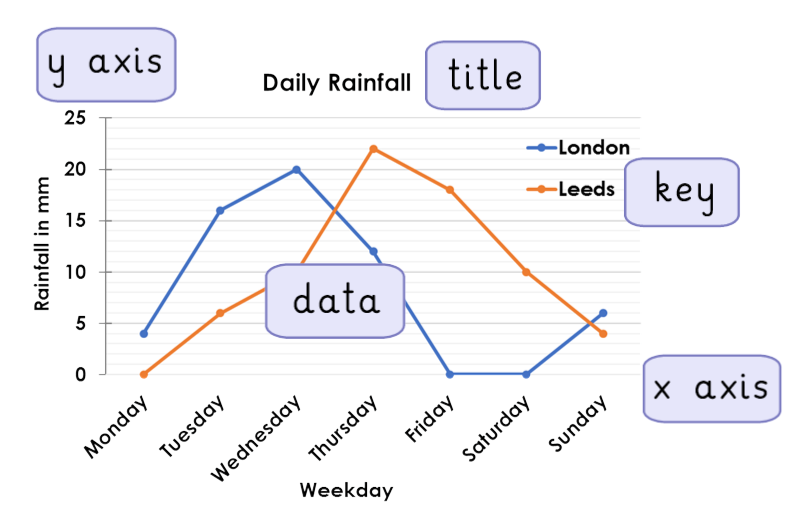 y axis
Daily Rainfall
title
25
20
15
10
5
0
Rainfall in mm
London
Leeds
key
data
x axis
Monday
Tuesday
Wednesday
Thursday
Friday
Saturday
Sunday
Weekday